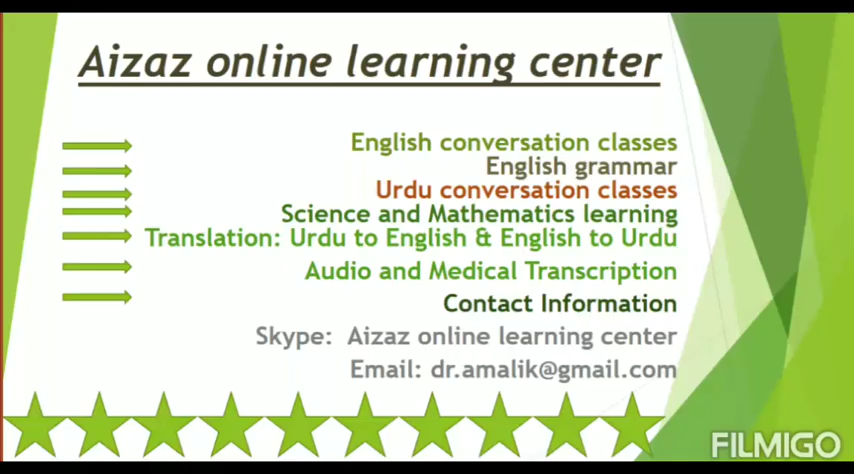 Aizaz online learning center
English conversation classes
English grammar
Urdu conversation classes
Science and Mathematics learning
Translation: Urdu to English & English to Urdu
Audio and Medical Transcription
Contact Information
Skype: Aizaz online learning center
Email: dr.amalik@gmail.com
FILMIGO